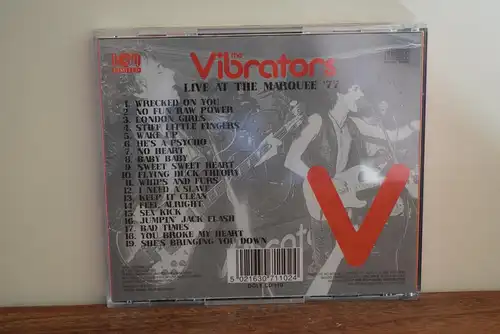 the
Vibrators
LIVE AT THE MARQUEE '77
1. WRECKED ON YOU
2. NO FUN RAW POWER
3. LONDON GIRLS
4. STIFF LITTLE FINGERS
5. WAKE UP
6. HE'S A PSYCHO
7. NO HEART
8. BABY BABY
9. SWEET SWEET HEART
10. FLYING DUCK THEORY
11. WHIPS AND FURS
12. I NEED A SLAVE
13. KEEP IT CLEAN
14. FEEL ALRIGHT
15. SEX KICK
16. JUMPIN' JACK FLASH
17. BAD TIMES
18. YOU BROKE MY HEART
19. SHE'S BRINGING YOU DOWN
V
5 021630 711024